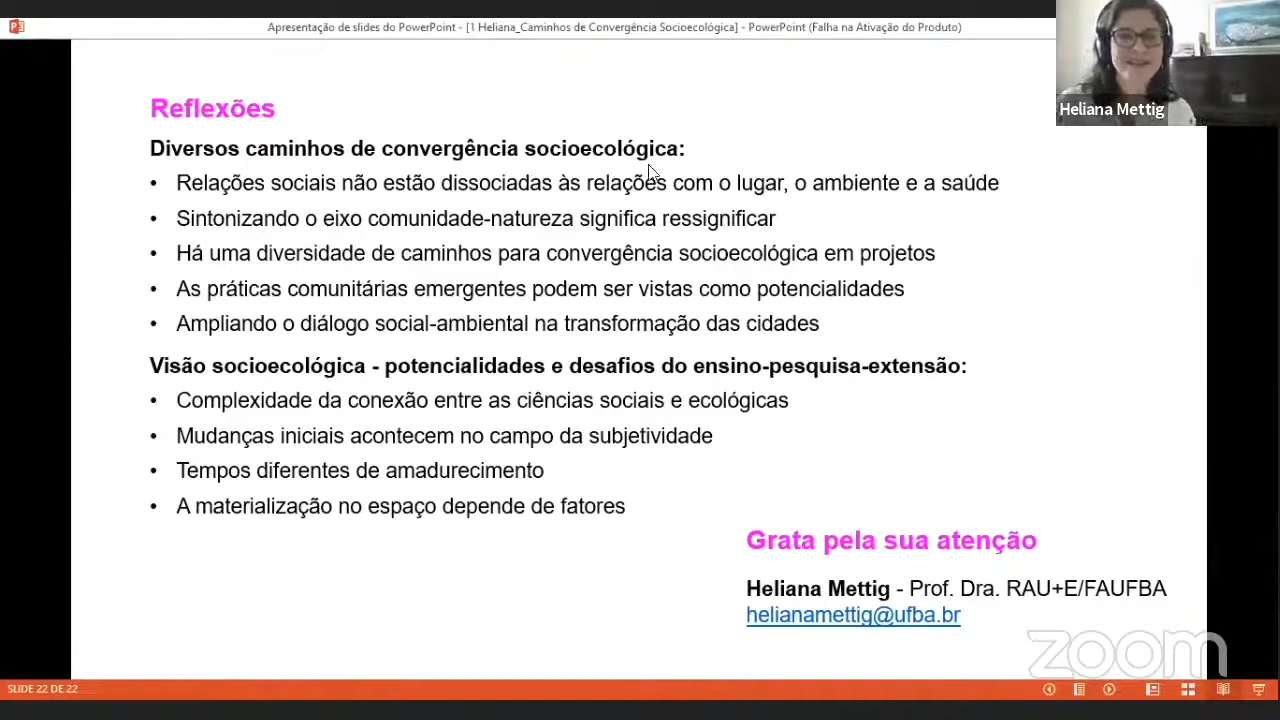 Apresentação de slides do PowerPoint - [1 Heliana_Caminhos de Convergência Socioecológica] - PowerPoint (Falha na Ativação do Produto)
Heliana Mettig
Reflexões
Diversos caminhos de convergência socioecológica:
• Relações sociais não estão dissociadas às relações com o lugar, o ambiente e a saúde
• Sintonizando o eixo comunidade-natureza significa ressignificar
• Há uma diversidade de caminhos para convergência socioecológica em projetos
• As práticas comunitárias emergentes podem ser vistas como potencialidades
• Ampliando o diálogo social-ambiental na transformação das cidades
Visão socioecológica - potencialidades e desafios do ensino-pesquisa-extensão:
• Complexidade da conexão entre as ciências sociais e ecológicas
• Mudanças iniciais acontecem no campo da subjetividade
• Tempos diferentes de amadurecimento
• A materialização no espaço depende de fatores
Grata pela sua atenção
Heliana Mettig - Prof. Dra. RAU+E/FAUFBA
helianamettig@ufba.br
zoom
SLIDE 22 DE 22